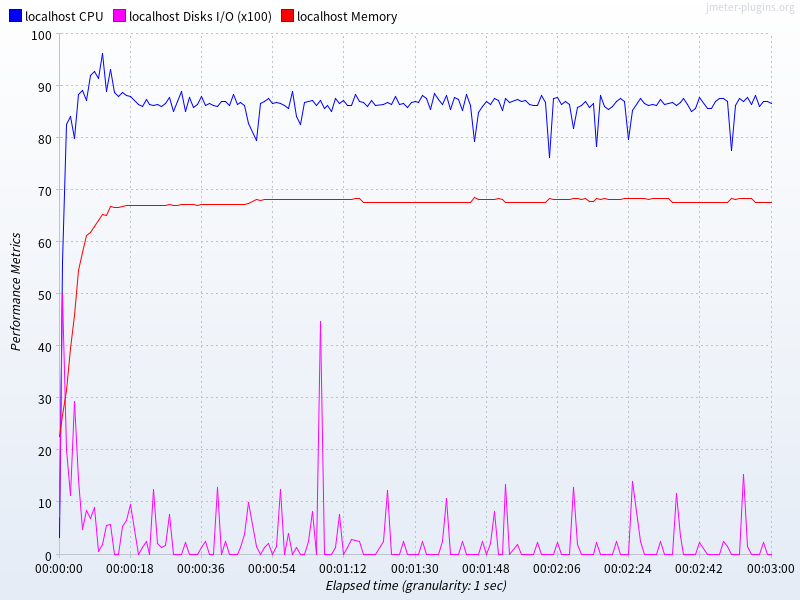 jmeter-plugins.org
localhost CPU localhost Disks I/O (x100) localhost Memory
100
90
80
70
60
50
40
30
20
10
0
Performance Metrics
00:00:00 00:00:18 00:00:36 00:00:54 00:01:12 00:01:30 00:01:48 00:02:06 00:02:24 00:02:42 00:03:00
Elapsed time (granularity: 1 sec)